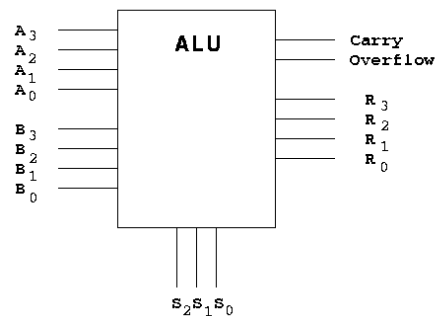 ALU
A3
A2
A1
A0
B3
B2
B1
B0
Carry
Overflow
R3
R2
R1
R0
S2S1S0